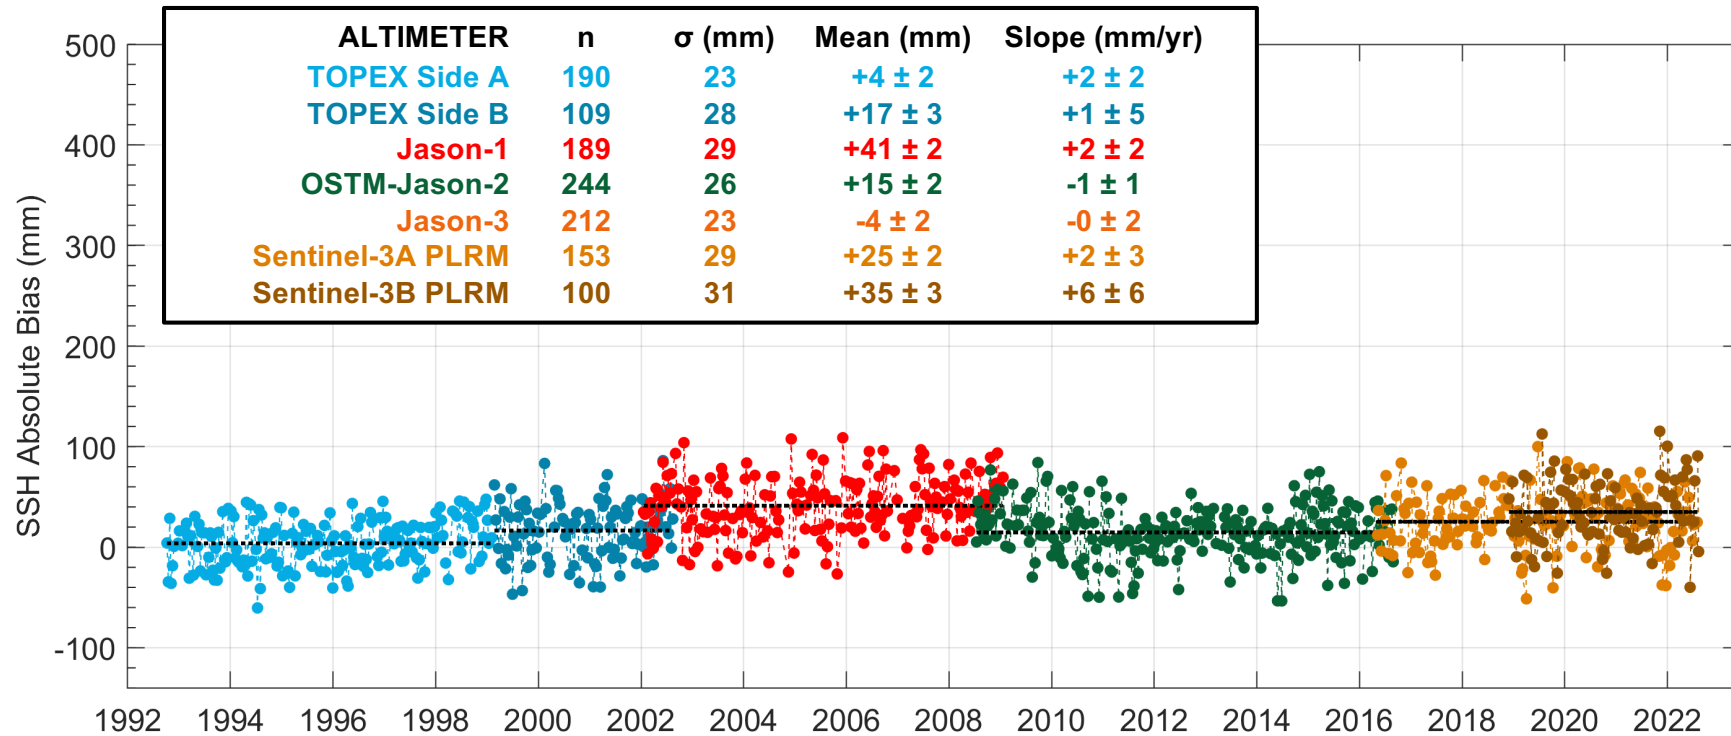 ALTIMETER n σ (mm) Mean (mm) Slope (mm/yr)
TOPEX Side A 190 23 +4 ± 2 +2 ± 2
TOPEX Side B 109 28 +17 ± 3 +1 ± 5
Jason-1 189 29 +41 ± 2 +2 ± 2
OSTM-Jason-2 244 26 +15 ± 2 -1 ± 1
Jason-3 212 23 -4 ± 2 -0 ± 2
Sentinel-3A PLRM 153 29 +25 ± 2 +2 ± 3
Sentinel-3B PLRM 100 31 +35 ± 3 +6 ± 6
SSH Absolute Bias (mm)
500
400
300
200
100
0
-100
1992 1994 1996 1998 2000 2002 2004 2006 2008 2010 2012 2014 2016 2018 2020 2022